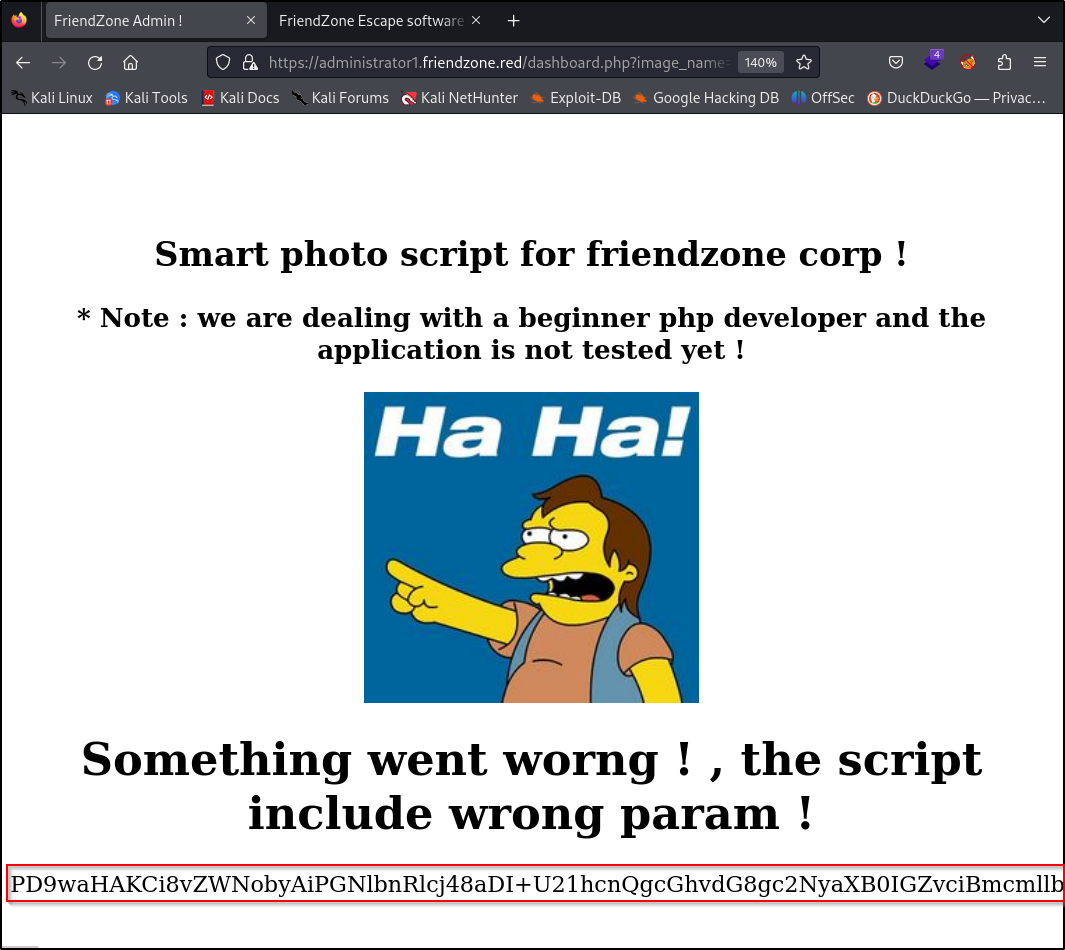 FriendZone Admin !
FriendZone Escape software
https://administrator1.friendzone.red/dashboard.php?image_name=
140%
4
Kali Linux
Kali Tools
Kali Docs
Kali Forums
Kali NetHunter
Exploit-DB
Google Hacking DB
OffSec
DuckDuckGo — Privac…
Smart photo script for friendzone corp !
* Note : we are dealing with a beginner php developer and the
application is not tested yet !
Ha Ha!
Something went worng ! , the script
include wrong param !
PD9waHAKCi8vZWNobyAiPGNlbnRlcj48aDI+U21hcnQgcGhvdG8gc2NyaXB0IGZvciBmcmllb